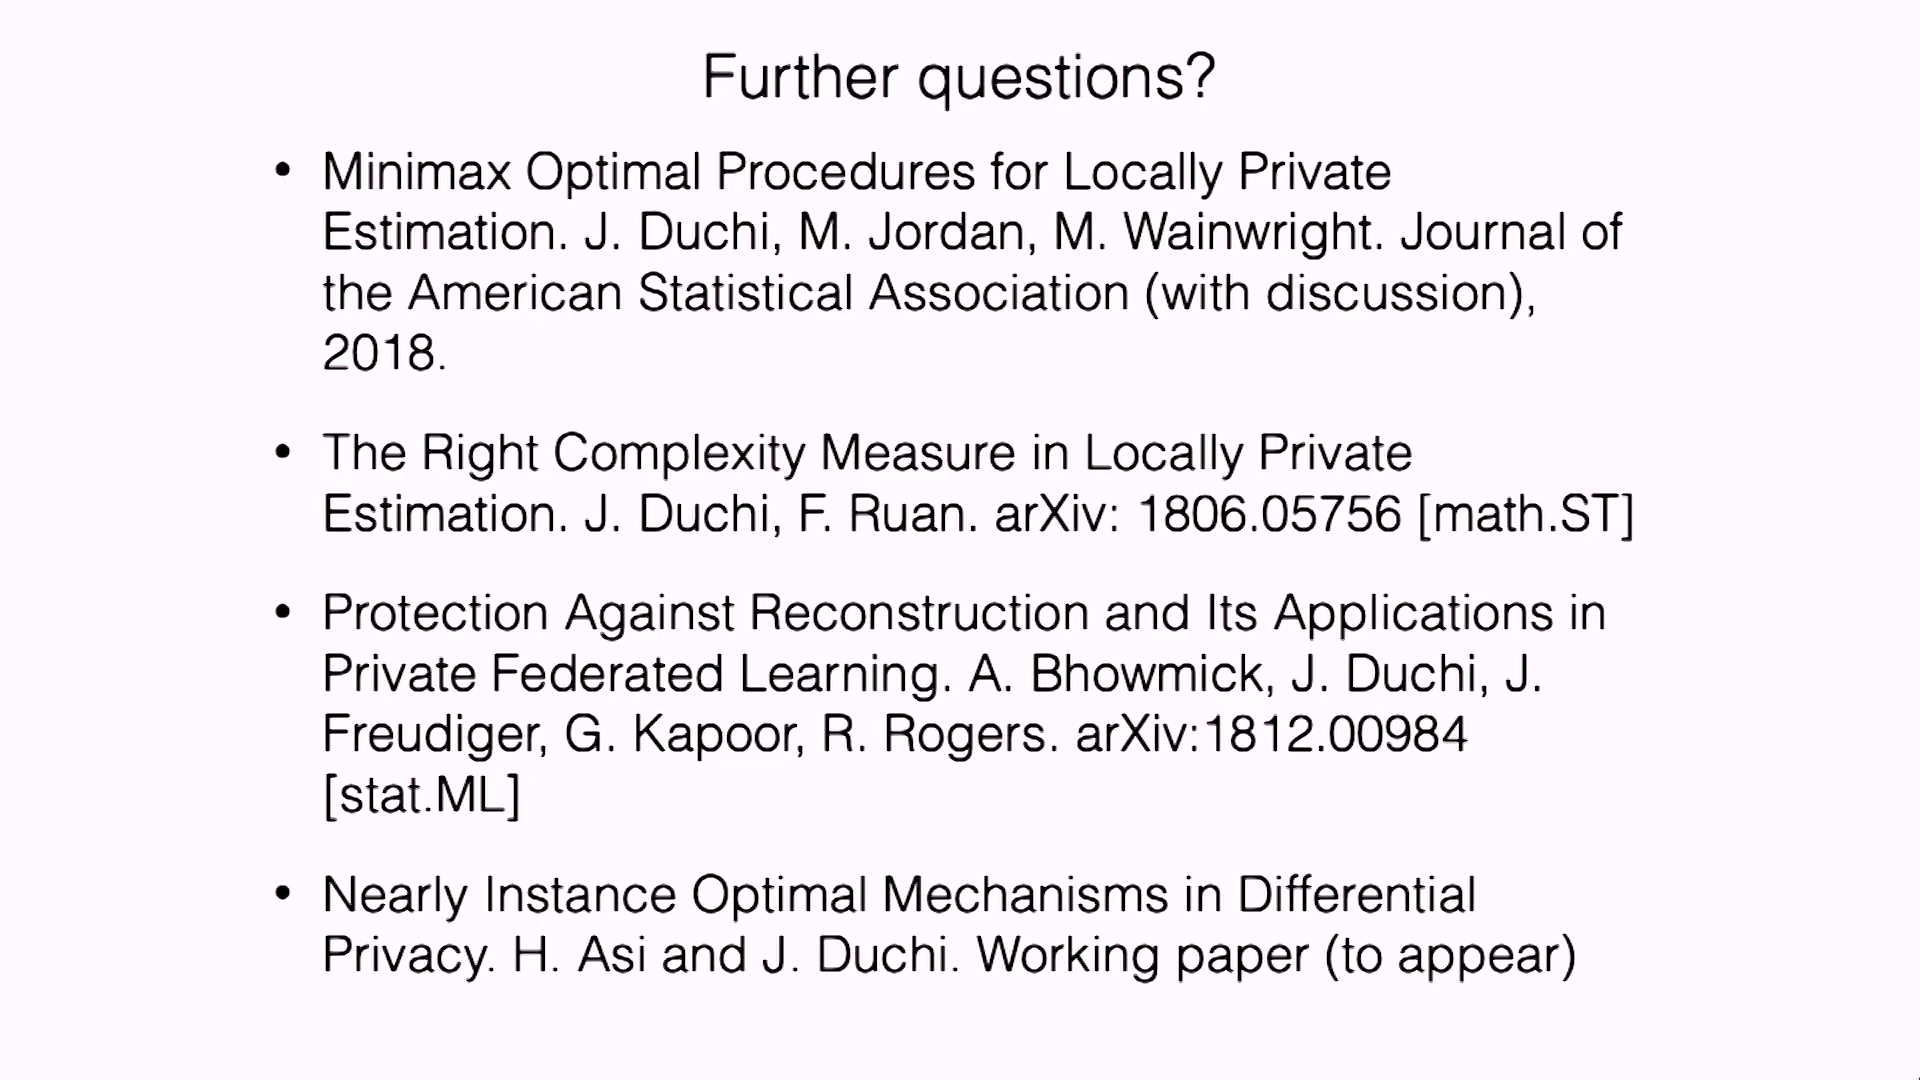 Further questions?
• Minimax Optimal Procedures for Locally Private
Estimation. J. Duchi, M. Jordan, M. Wainwright. Journal of
the American Statistical Association (with discussion),
2018.
• The Right Complexity Measure in Locally Private
Estimation. J. Duchi, F. Ruan. arXiv: 1806.05756 [math.ST]
• Protection Against Reconstruction and Its Applications in
Private Federated Learning. A. Bhowmick, J. Duchi, J.
Freudiger, G. Kapoor, R. Rogers. arXiv:1812.00984
[stat.ML]
• Nearly Instance Optimal Mechanisms in Differential
Privacy. H. Asi and J. Duchi. Working paper (to appear)